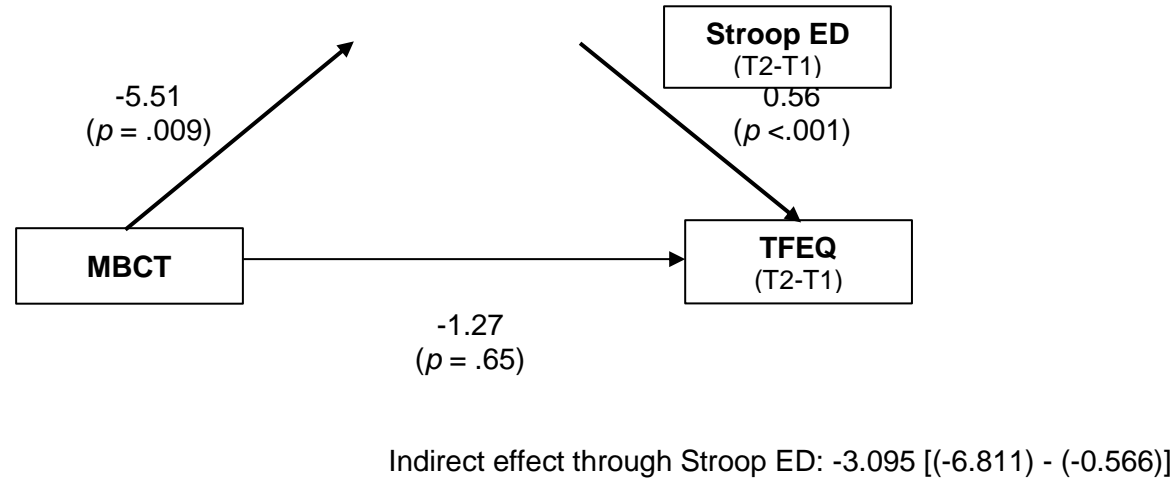 Stroop ED
(T2-T1)
-5.51
(p = .009)
0.56
(p <.001)
MBCT
TFEQ
(T2-T1)
-1.27
(p = .65)
Indirect effect through Stroop ED: -3.095 [(-6.811) - (-0.566)]